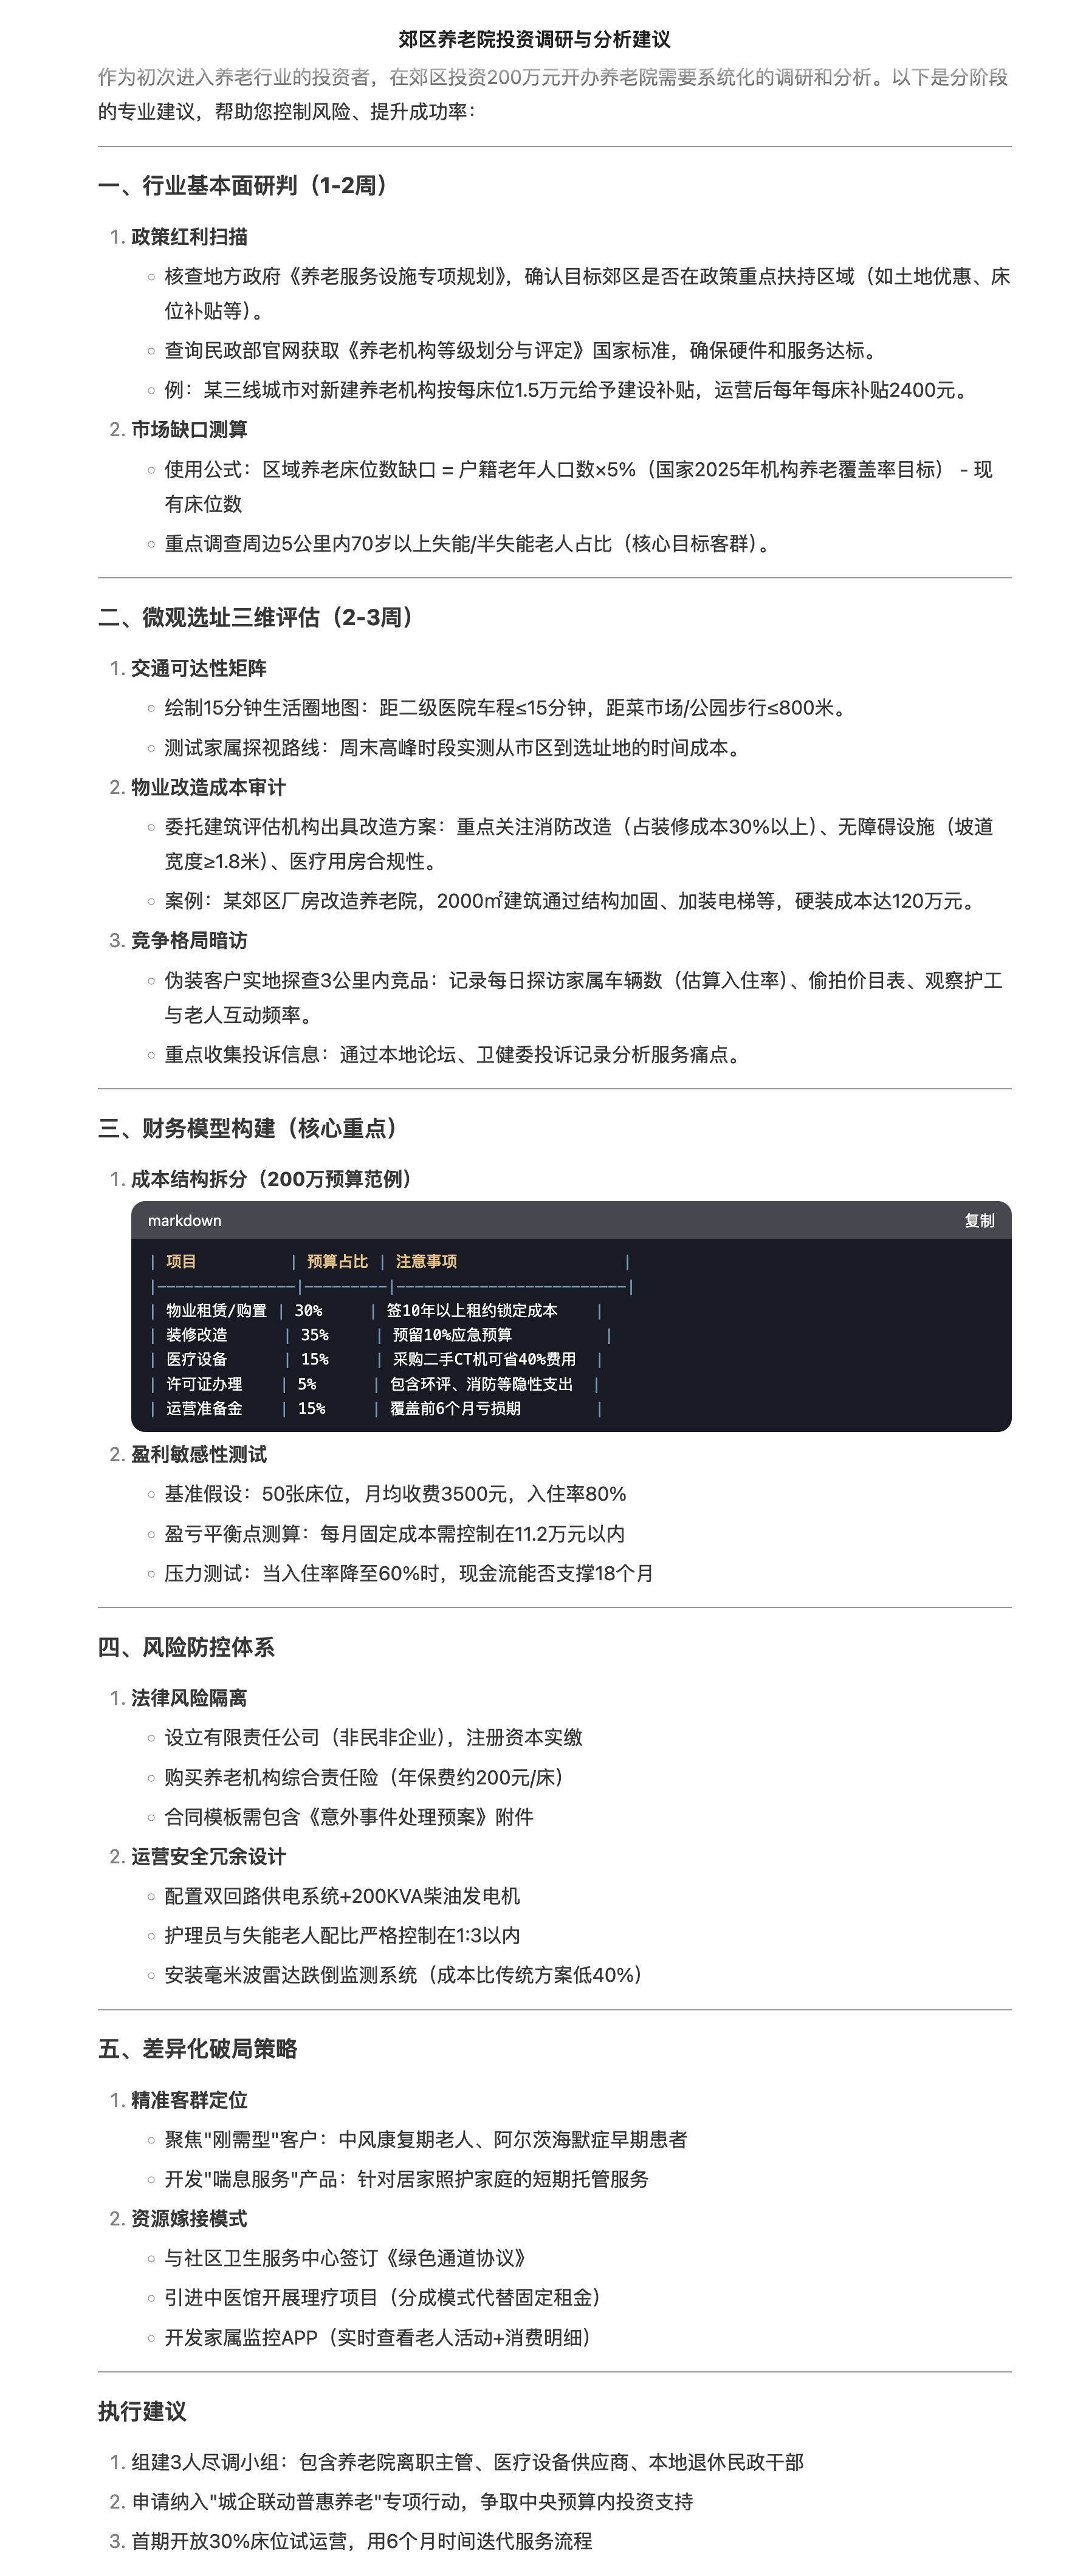 郊区养老院投资调研与分析建议
作为初次进入养老行业的投资者，在郊区投资200万元开办养老院需要系统化的调研和分析。以下是分阶段
的专业建议，帮助您控制风险、提升成功率：
一、行业基本面研判（1-2周）
1. 政策红利扫描
◦ 核查地方政府《养老服务设施专项规划》，确认目标郊区是否在政策重点扶持区域（如土地优惠、床
位补贴等）。
◦ 查询民政部官网获取《养老机构等级划分与评定》国家标准，确保硬件和服务达标。
◦ 例：某三线城市对新建养老机构按每床位1.5万元给予建设补贴，运营后每年每床补贴2400元。
2. 市场缺口测算
◦ 使用公式：区域养老床位数缺口 = 户籍老年人口数×5%（国家2025年机构养老覆盖率目标） - 现
有床位数
◦ 重点调查周边5公里内70岁以上失能/半失能老人占比（核心目标客群）。
二、微观选址三维评估（2-3周）
1. 交通可达性矩阵
◦ 绘制15分钟生活圈地图：距二级医院车程≤15分钟，距菜市场/公园步行≤800米。
◦ 测试家属探视路线：周末高峰时段实测从市区到选址地的时间成本。
2. 物业改造成本审计
◦ 委托建筑评估机构出具改造方案：重点关注消防改造（占装修成本30%以上）、无障碍设施（坡道
宽度≥1.8米）、医疗用房合规性。
◦ 案例：某郊区厂房改造养老院，2000㎡建筑通过结构加固、加装电梯等，硬装成本达120万元。
3. 竞争格局暗访
◦ 伪装客户实地探查3公里内竞品：记录每日探访家属车辆数（估算入住率）、偷拍价目表、观察护工
与老人互动频率。
◦ 重点收集投诉信息：通过本地论坛、卫健委投诉记录分析服务痛点。
三、财务模型构建（核心重点）
1. 成本结构拆分（200万预算范例）
markdown 复制
| 项目 | 预算占比 | 注意事项 |
|---------------|---------|-------------------------|
| 物业租赁/购置 | 30% | 签10年以上租约锁定成本 |
| 装修改造 | 35% | 预留10%应急预算 |
| 医疗设备 | 15% | 采购二手CT机可省40%费用 |
| 许可证办理 | 5% | 包含环评、消防等隐性支出 |
| 运营准备金 | 15% | 覆盖前6个月亏损期 |
2. 盈利敏感性测试
◦ 基准假设：50张床位，月均收费3500元，入住率80%
◦ 盈亏平衡点测算：每月固定成本需控制在11.2万元以内
◦ 压力测试：当入住率降至60%时，现金流能否支撑18个月
四、风险防控体系
1. 法律风险隔离
◦ 设立有限责任公司（非民非企业），注册资本实缴
◦ 购买养老机构综合责任险（年保费约200元/床）
◦ 合同模板需包含《意外事件处理预案》附件
2. 运营安全冗余设计
◦ 配置双回路供电系统+200KVA柴油发电机
◦ 护理员与失能老人配比严格控制在1:3以内
◦ 安装毫米波雷达跌倒监测系统（成本比传统方案低40%）
五、差异化破局策略
1. 精准客群定位
◦ 聚焦"刚需型"客户：中风康复期老人、阿尔茨海默症早期患者
◦ 开发"喘息服务"产品：针对居家照护家庭的短期托管服务
2. 资源嫁接模式
◦ 与社区卫生服务中心签订《绿色通道协议》
◦ 引进中医馆开展理疗项目（分成模式代替固定租金）
◦ 开发家属监控APP（实时查看老人活动+消费明细）
执行建议
1. 组建3人尽调小组：包含养老院离职主管、医疗设备供应商、本地退休民政干部
2. 申请纳入"城企联动普惠养老"专项行动，争取中央预算内投资支持
3. 首期开放30%床位试运营，用6个月时间迭代服务流程